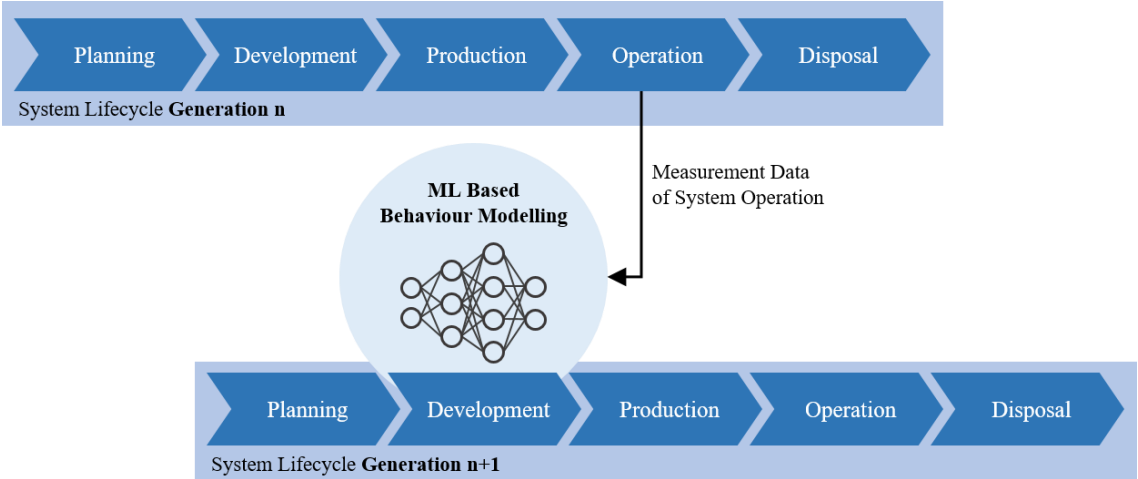 Planning
Development
Production
Operation
Disposal
System Lifecycle Generation n
Measurement Data
of System Operation
ML Based
Behaviour Modelling
Planning
Development
Production
Operation
Disposal
System Lifecycle Generation n+1